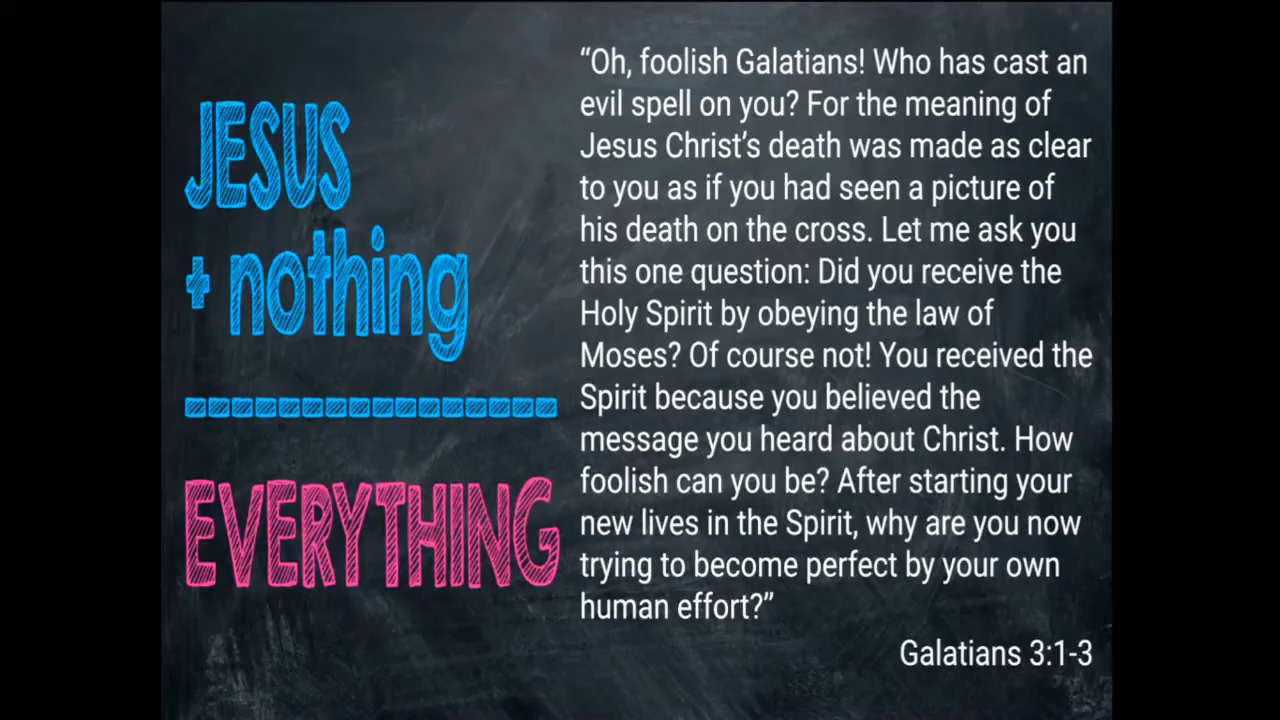 JESUS
+ nothing
---------------
EVERYTHING
“Oh, foolish Galatians! Who has cast an
evil spell on you? For the meaning of
Jesus Christ’s death was made as clear
to you as if you had seen a picture of
his death on the cross. Let me ask you
this one question: Did you receive the
Holy Spirit by obeying the law of
Moses? Of course not! You received the
Spirit because you believed the
message you heard about Christ. How
foolish can you be? After starting your
new lives in the Spirit, why are you now
trying to become perfect by your own
human effort?”
Galatians 3:1-3